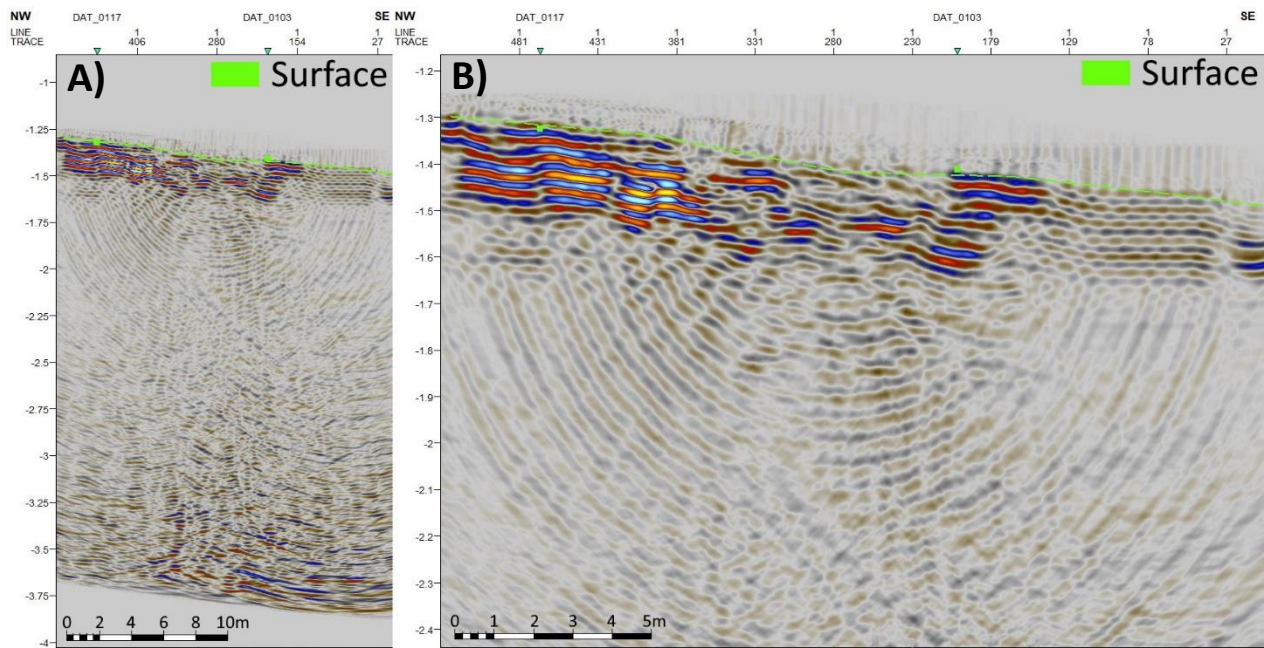 NW DAT_0117 DAT_0103 SE
LINE 1 1 1 1
TRACE 406 280 154 27
A) Surface
-1
-1.25
-1.5
-1.75
-2
-2.25
-2.5
-2.75
-3
-3.25
-3.5
-3.75
-4
0 2 4 6 8 10m
NW DAT_0117 DAT_0103 SE
LINE 1 1 1 1 1 1 1 1 1 1
TRACE 481 431 381 331 280 230 179 129 78 27
B) Surface
-1.2
-1.3
-1.4
-1.5
-1.6
-1.7
-1.8
-1.9
-2
-2.1
-2.2
-2.3
-2.4
0 1 2 3 4 5m